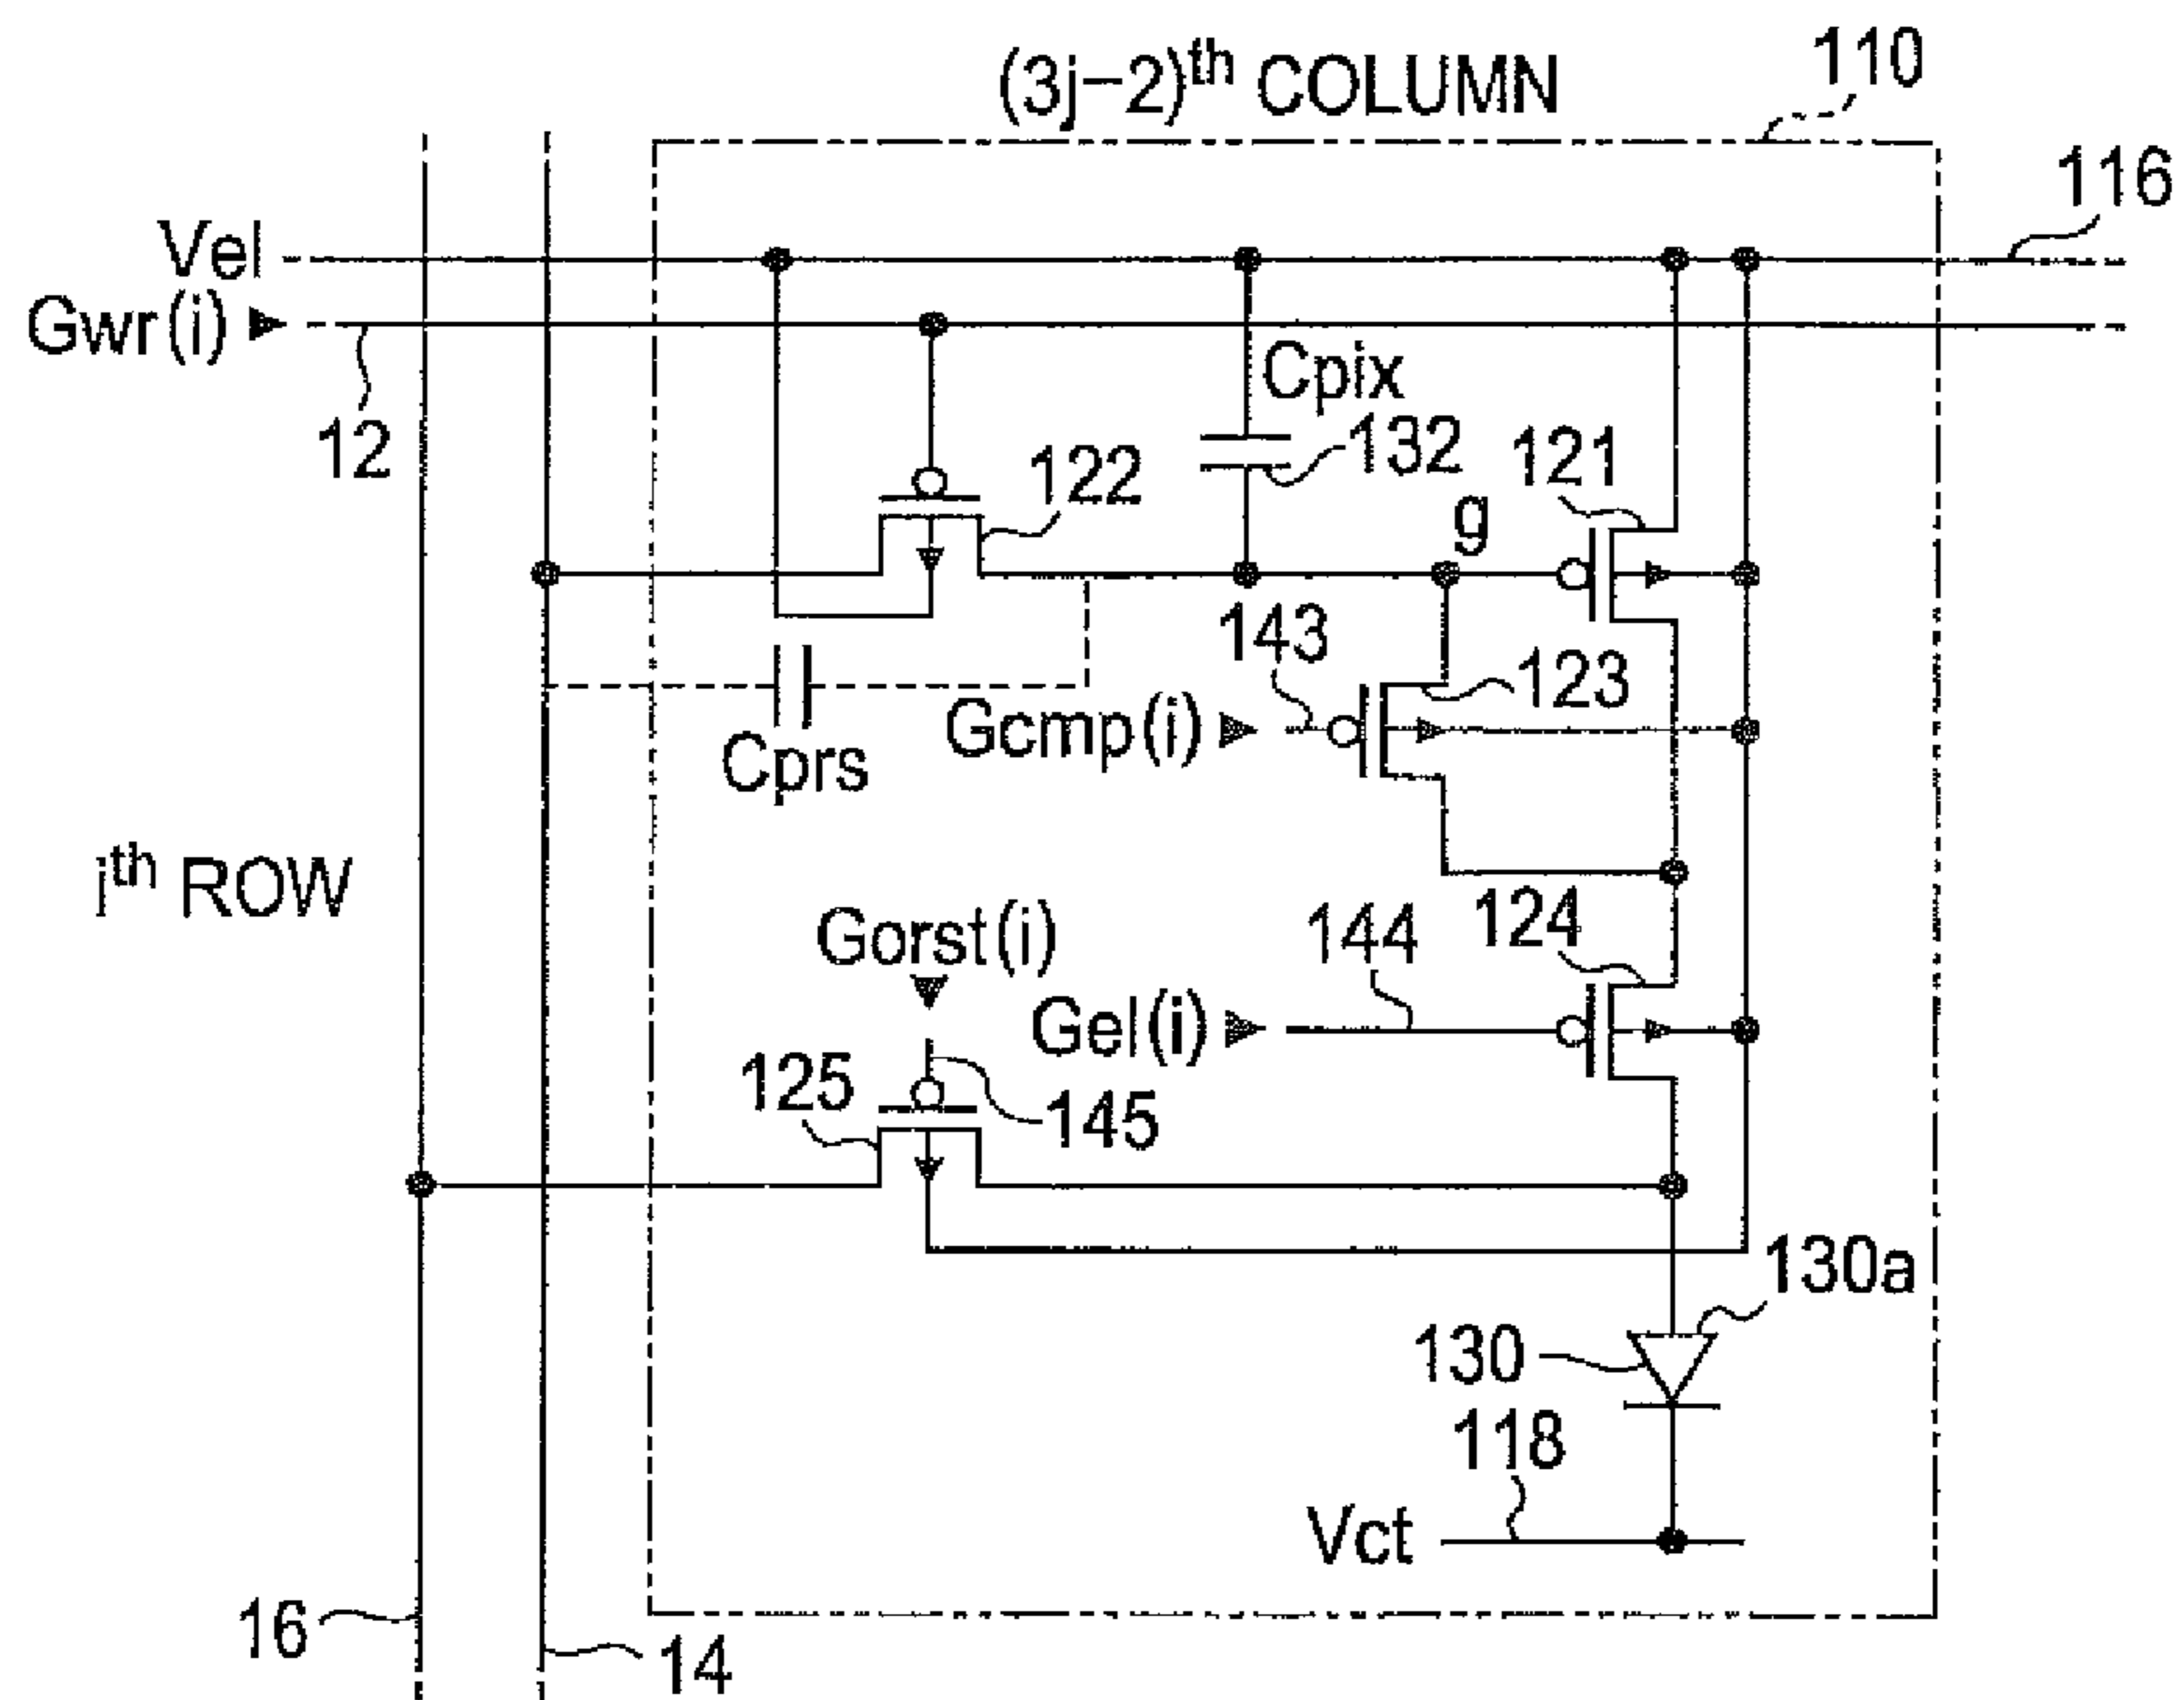 (3j-2)th COLUMN
110
116
Vel
Gwr(i)
12
Cpix
132
122
121
g
143
123
Gcmp(i)
Cprs
ith ROW
Gorst(i)
144
124
Gel(i)
125
145
130a
130
118
Vct
16
14